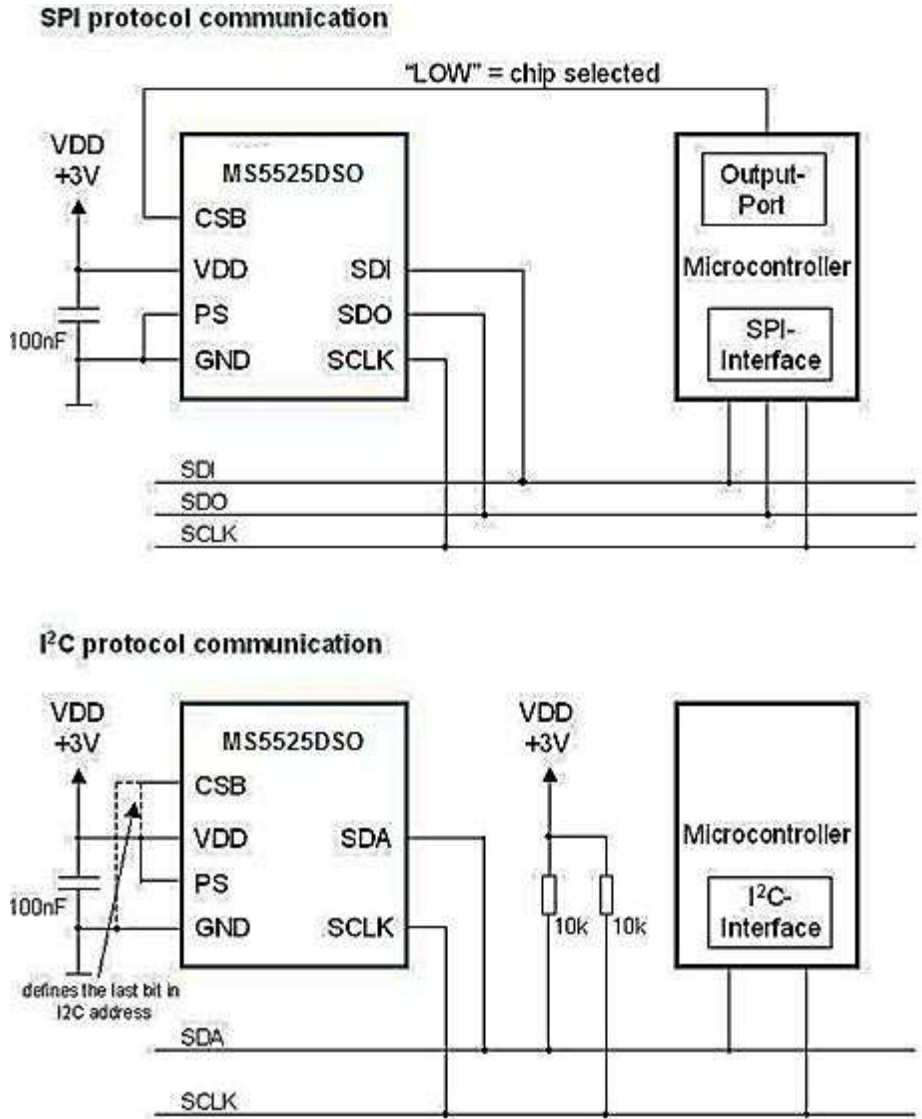 SPI protocol communication
"LOW" = chip selected
VDD
+3V
100nF
MS5525DSO
CSB
VDD
PS
GND
SDI
SDO
SCLK
Output-
Port
Microcontroller
SPI-
Interface
SDI
SDO
SCLK
I²C protocol communication
VDD
+3V
100nF
MS5525DSO
CSB
VDD
PS
GND
SDA
SCLK
defines the last bit in
I2C address
VDD
+3V
10k
10k
Microcontroller
I²C-
Interface
SDA
SCLK